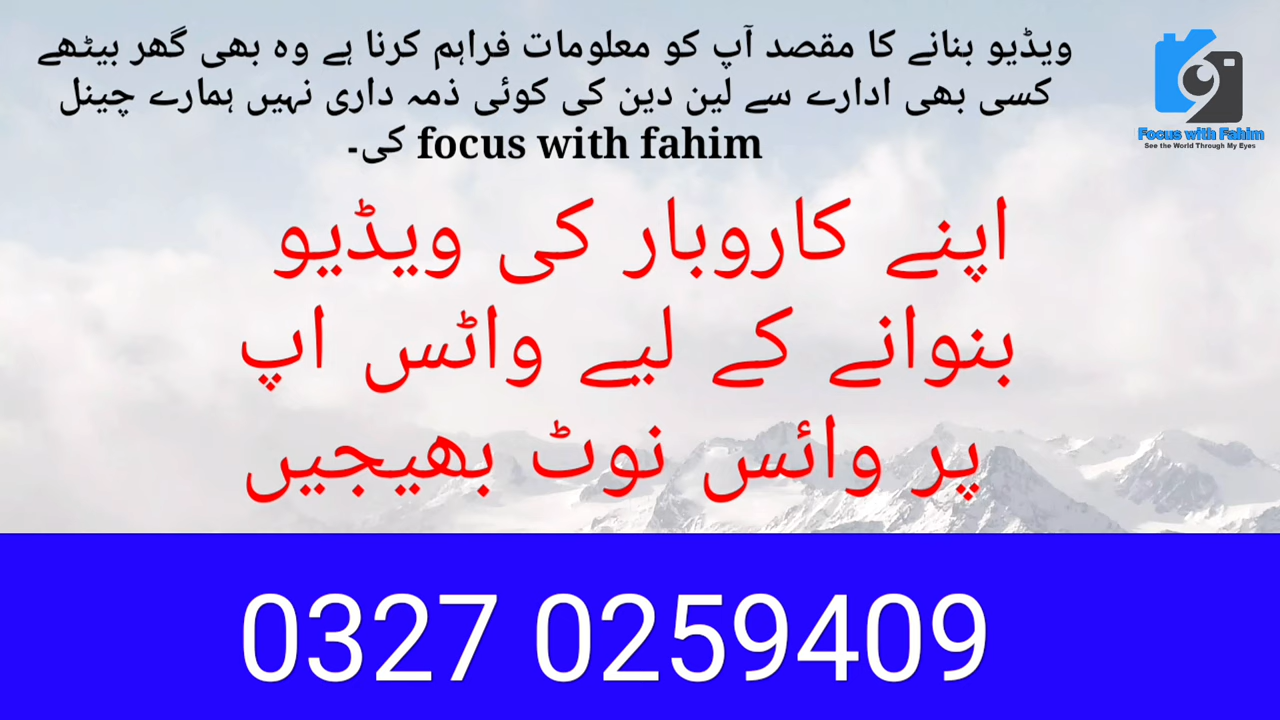 ویڈیو بنانے کا مقصد آپ کو معلومات فراہم کرنا ہے وہ بھی گھر بیٹھے
کسی بھی ادارے سے لین دین کی کوئی ذمہ داری نہیں ہمارے چینل
focus with fahim کی۔
Focus with Fahim
See the World Through My Eyes
اپنے کاروبار کی ویڈیو
بنوانے کے لیے واٹس اپ
پر وائس نوٹ بھیجیں
0327 0259409